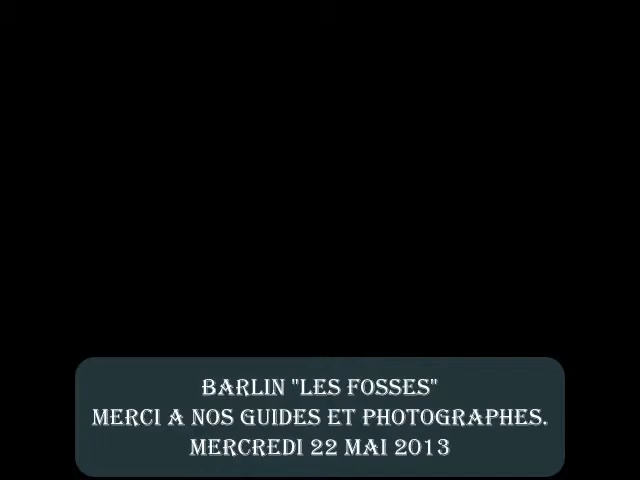 BARLIN "LES FOSSES"
MERCI A NOS GUIDES ET PHOTOGRAPHES.
MERCREDI 22 MAI 2013